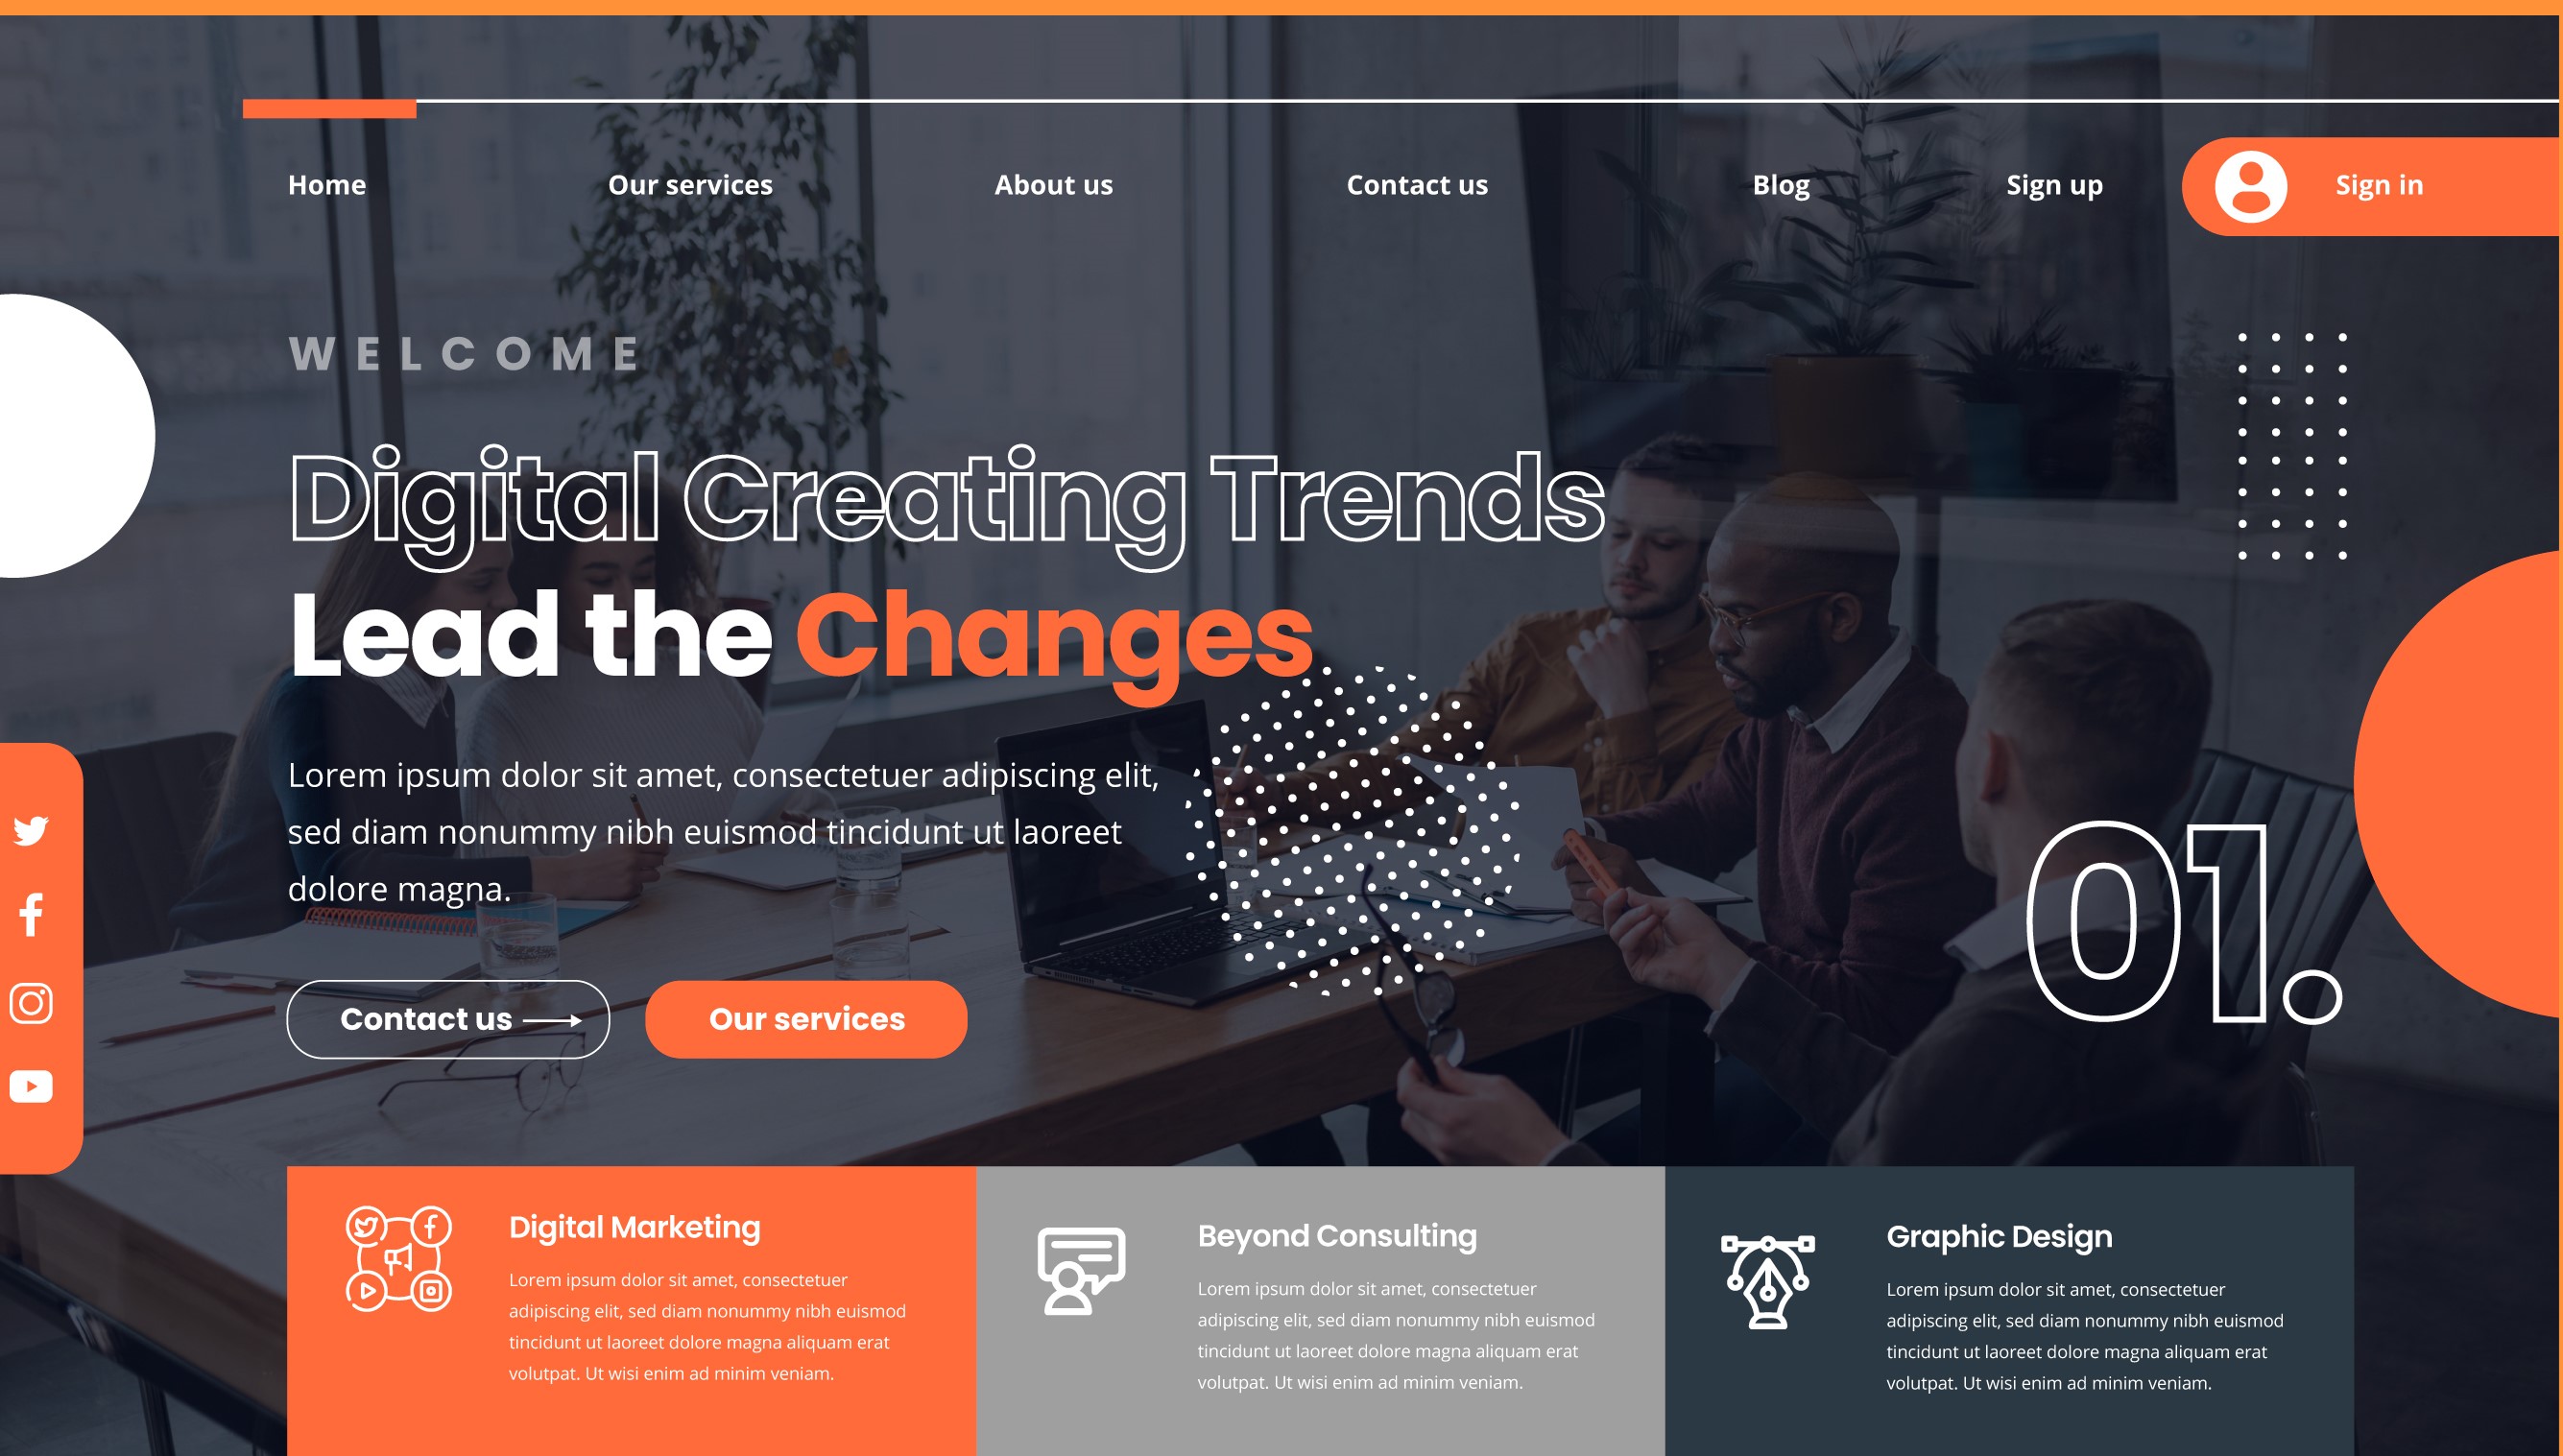 Home
Our services
About us
Contact us
Blog
Sign up
Sign in
WELCOME
Digital Creating Trends
Lead the Changes
Lorem ipsum dolor sit amet, consectetuer adipiscing elit,
sed diam nonummy nibh euismod tincidunt ut laoreet
dolore magna.
Contact us
Our services
01.
Digital Marketing
Lorem ipsum dolor sit amet, consectetuer
adipiscing elit, sed diam nonummy nibh euismod
tincidunt ut laoreet dolore magna aliquam erat
volutpat. Ut wisi enim ad minim veniam.
Beyond Consulting
Lorem ipsum dolor sit amet, consectetuer
adipiscing elit, sed diam nonummy nibh euismod
tincidunt ut laoreet dolore magna aliquam erat
volutpat. Ut wisi enim ad minim veniam.
Graphic Design
Lorem ipsum dolor sit amet, consectetuer
adipiscing elit, sed diam nonummy nibh euismod
tincidunt ut laoreet dolore magna aliquam erat
volutpat. Ut wisi enim ad minim veniam.